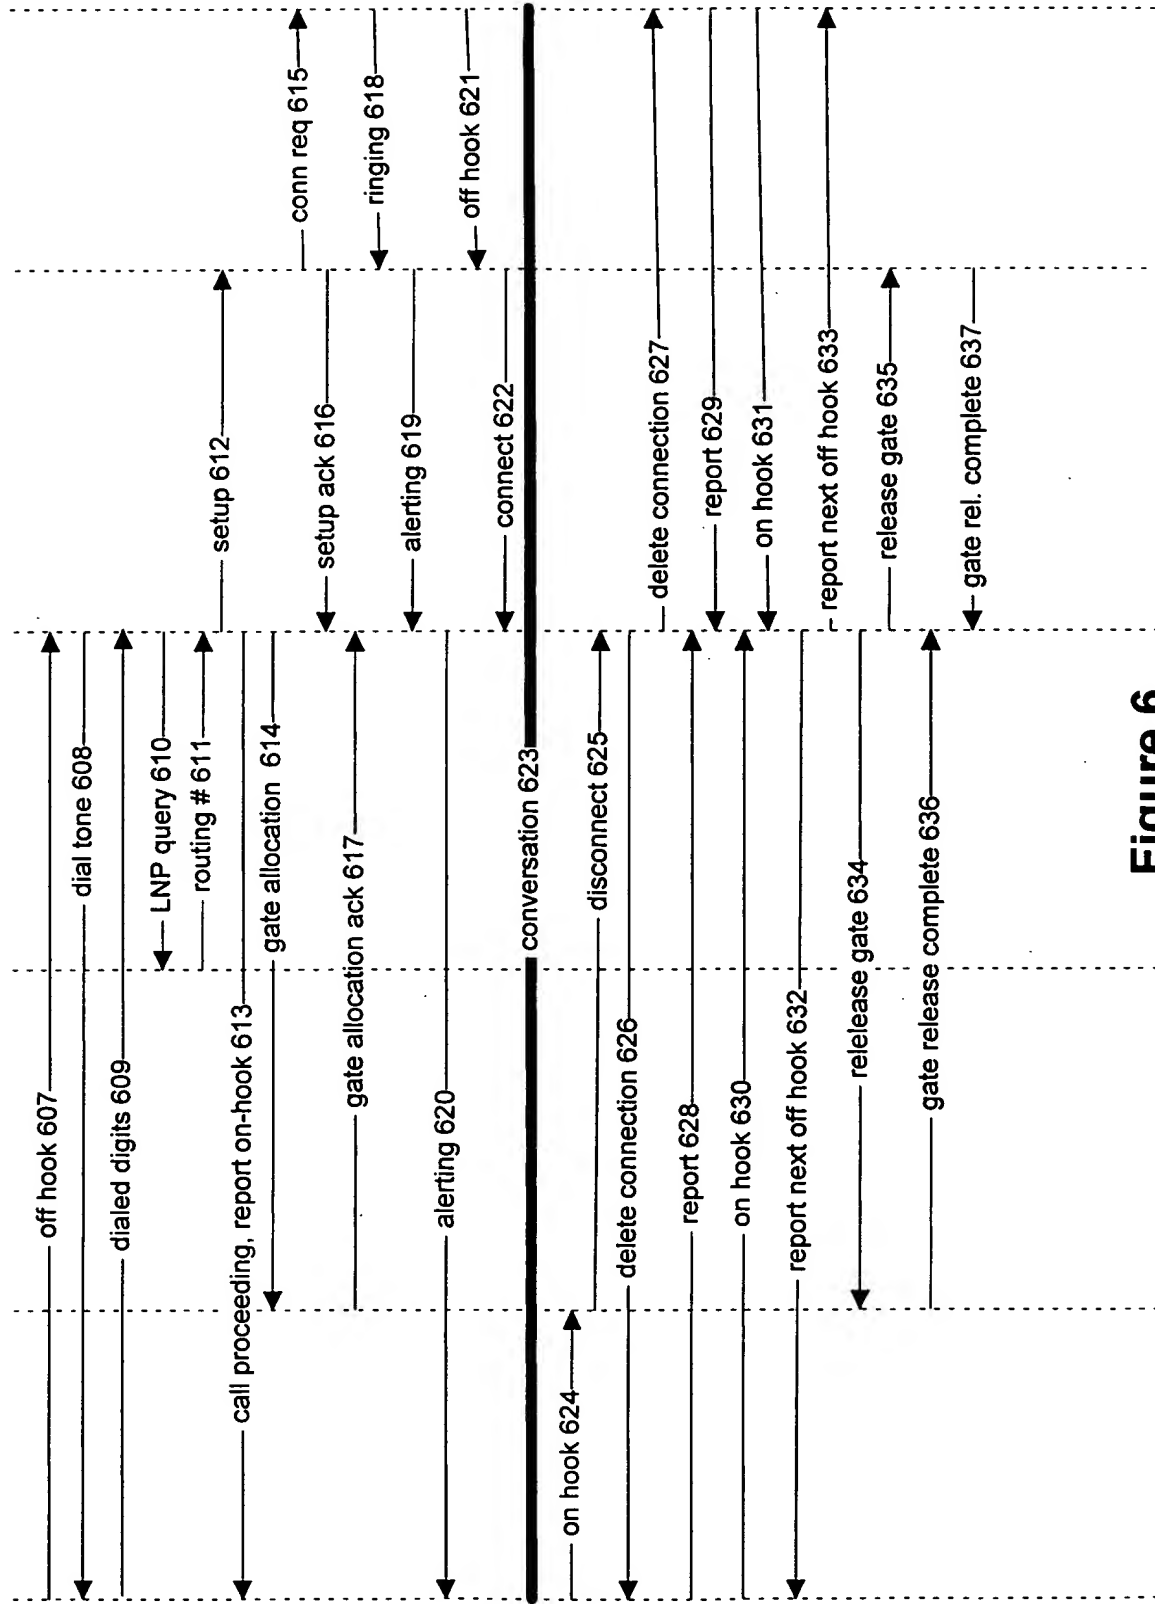 off hook 607
dial tone 608
dialed digits 609
LNP query 610
routing # 611
setup 612
call proceeding, report on-hook 613
gate allocation 614
conn req 615
setup ack 616
gate allocation ack 617
ringing 618
alerting 619
alerting 620
off hook 621
connect 622
conversation 623
on hook 624
disconnect 625
delete connection 626
delete connection 627
report 628
report 629
on hook 630
on hook 631
report next off hook 632
report next off hook 633
relelease gate 634
release gate 635
gate release complete 636
gate rel. complete 637
Figure 6